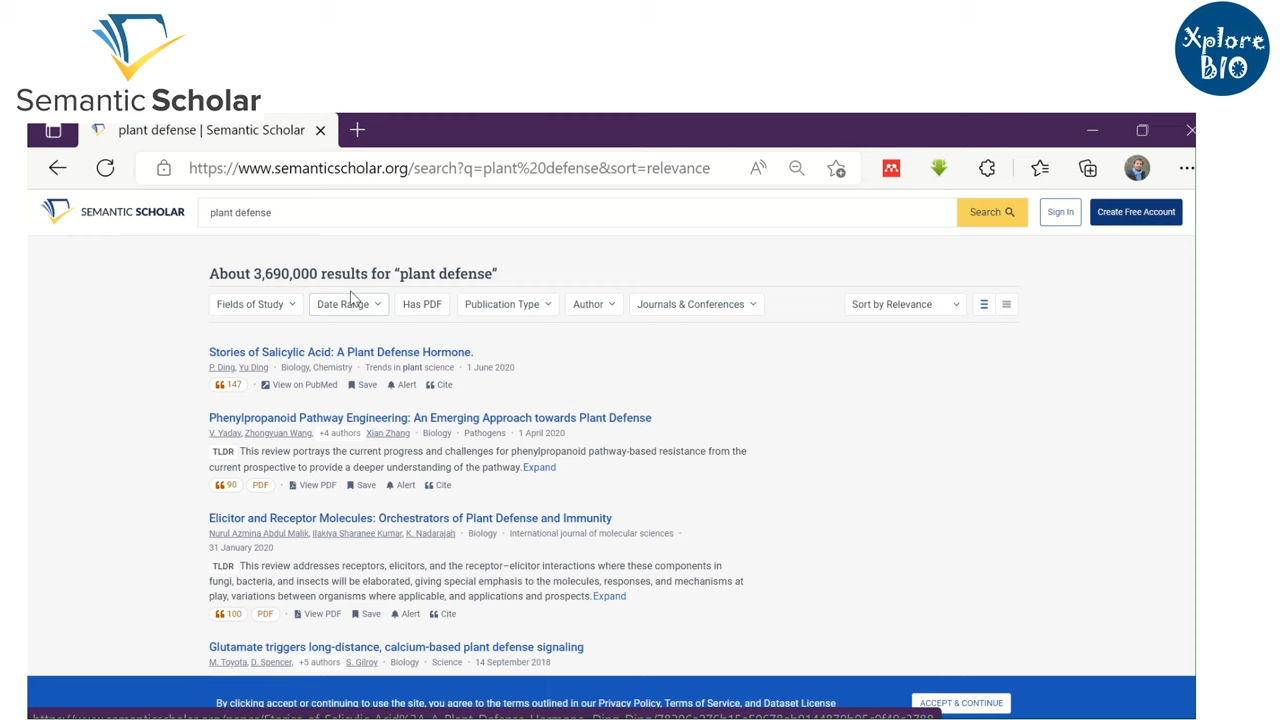 Semantic Scholar
Xplore
BIO
plant defense | Semantic Scholar
https://www.semanticscholar.org/search?q=plant%20defense&sort=relevance
SEMANTIC SCHOLAR
plant defense
Search
Sign In
Create Free Account
About 3,690,000 results for “plant defense”
Fields of Study
Date Range
Has PDF
Publication Type
Author
Journals & Conferences
Sort by Relevance
Stories of Salicylic Acid: A Plant Defense Hormone.
P. Ding, Yu Ding · Biology, Chemistry · Trends in plant science · 1 June 2020
147 · View on PubMed Save Alert Cite
Phenylpropanoid Pathway Engineering: An Emerging Approach towards Plant Defense
V. Yadav, Zhongyuan Wang, +4 authors Xian Zhang · Biology · Pathogens · 1 April 2020
TLDR This review portrays the current progress and challenges for phenylpropanoid pathway-based resistance from the
current prospective to provide a deeper understanding of the pathway. Expand
90 PDF · View PDF Save Alert Cite
Elicitor and Receptor Molecules: Orchestrators of Plant Defense and Immunity
Nurul Azmina Abdul Malik, Ilakiya Sharanee Kumar, K. Nadarajah · Biology · International journal of molecular sciences ·
31 January 2020
TLDR This review addresses receptors, elicitors, and the receptor–elicitor interactions where these components in
fungi, bacteria, and insects will be elaborated, giving special emphasis to the molecules, responses, and mechanisms at
play, variations between organisms where applicable, and applications and prospects. Expand
100 PDF · View PDF Save Alert Cite
Glutamate triggers long-distance, calcium-based plant defense signaling
M. Toyota, D. Spencer, +5 authors S. Gilroy · Biology · Science · 14 September 2018
By clicking accept or continuing to use the site, you agree to the terms outlined in our Privacy Policy, Terms of Service, and Dataset License
ACCEPT & CONTINUE